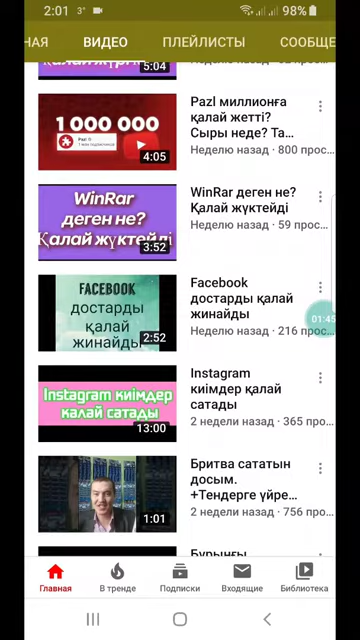 2:01 3° 98%
НАЯ ВИДЕО ПЛЕЙЛИСТЫ СООБЩЕ
5:04
1 000 000
4:05
Pazl миллионға
қалай жетті?
Сыры неде? Та...
Неделю назад · 800 прос...
WinRar
деген не?
Қалай жүктейді
3:52
WinRar деген не?
Қалай жүктейді
Неделю назад · 59 прос...
FACEBOOK
достарды
қалай
жинайды
2:52
Facebook
достарды қалай
жинайды
Неделю назад · 216 прос...
01:45
Instagram киімдер
қалай сатады
13:00
Instagram
киімдер қалай
сатады
2 недели назад · 365 про...
1:01
Бритва сататын
досым.
+Тендерге үйре...
2 недели назад · 756 про...
Бұрынғы
Главная В тренде Подписки Входящие Библиотека